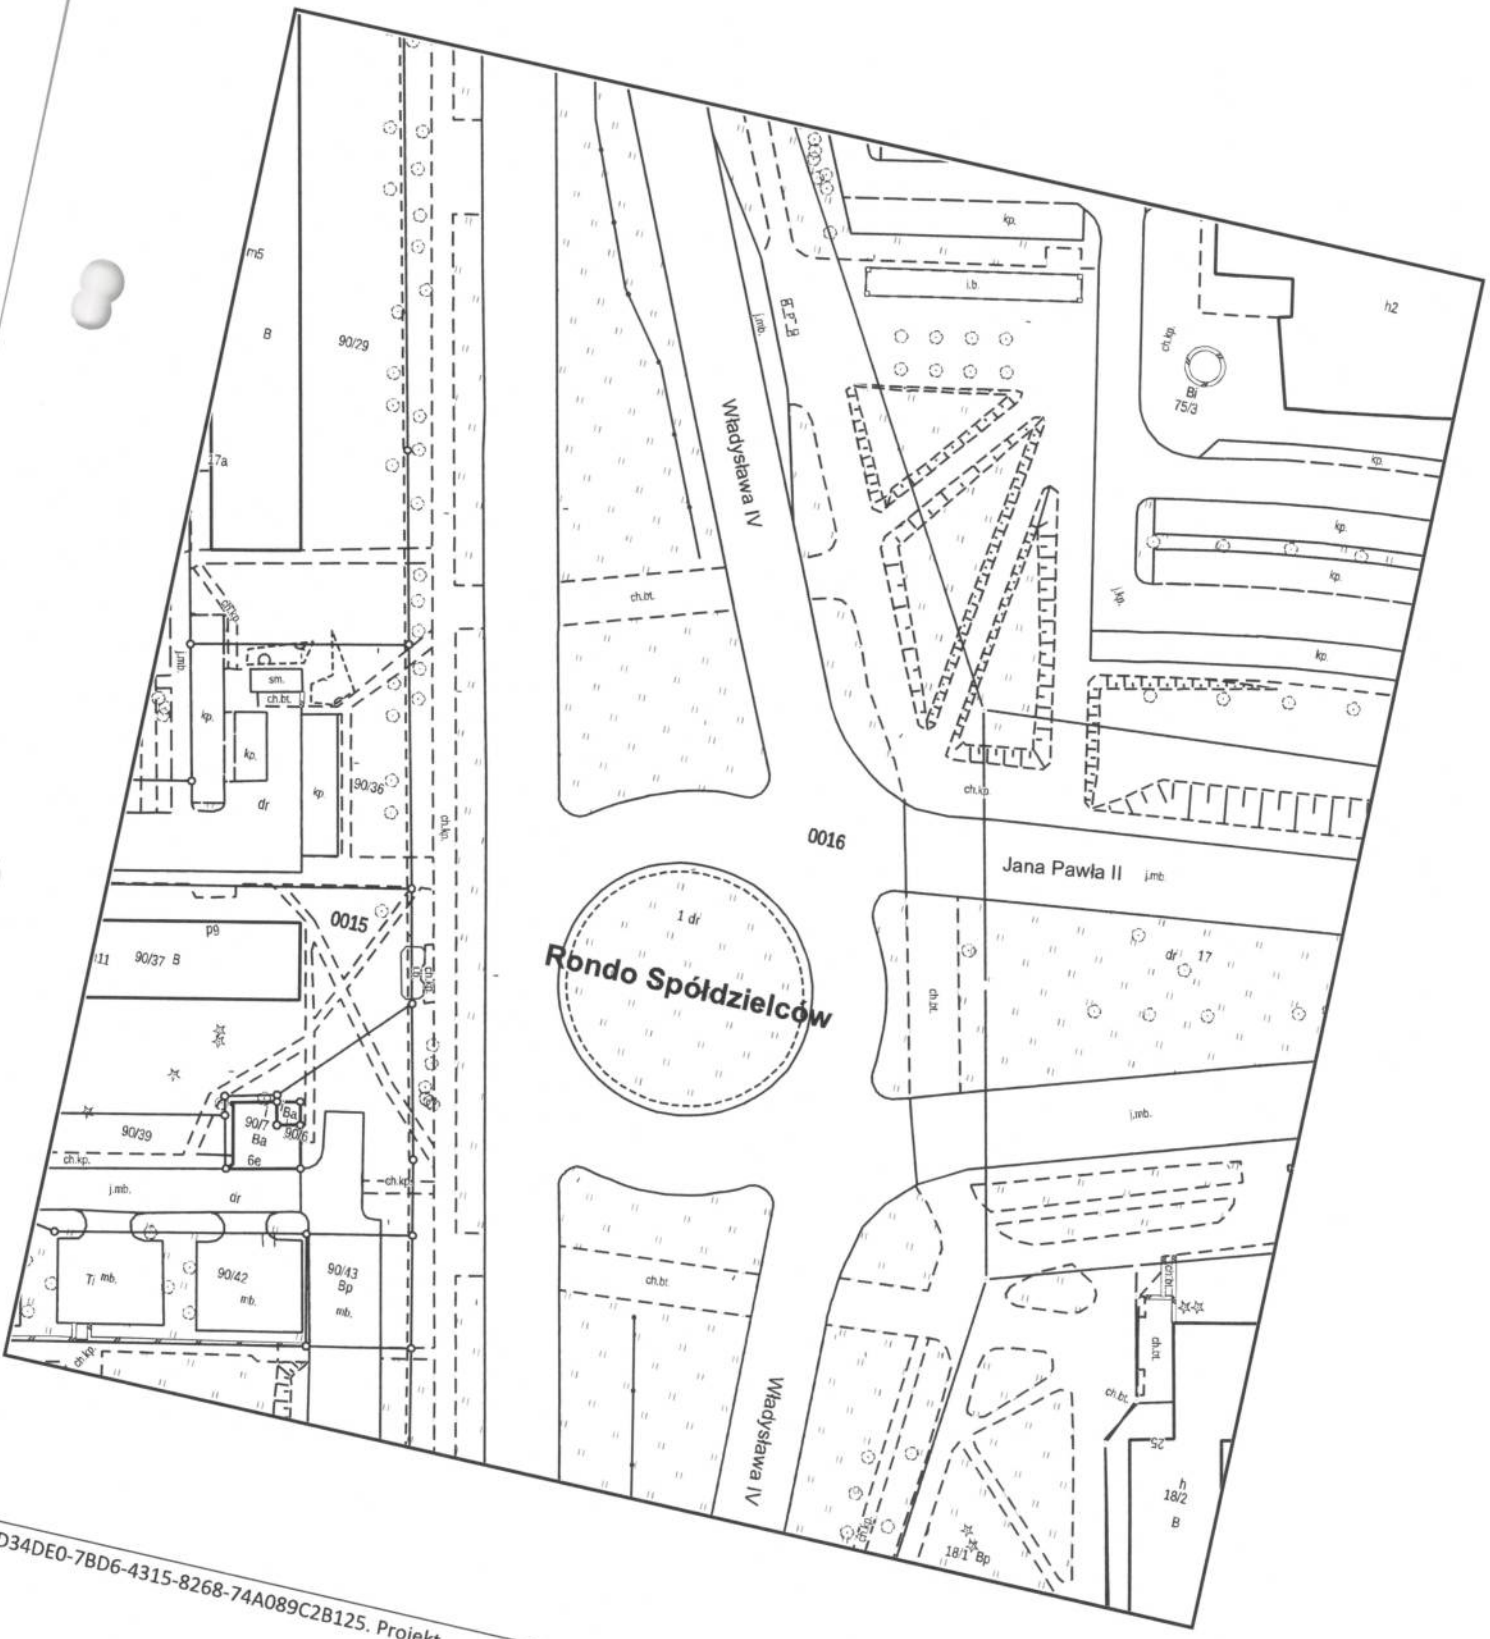 m5
B
90/29
17a
Władysława IV
j.mb.
kp.
i.b.
h2
ch.kp.
Bi
75/3
kp.
kp.
kp.
j.kp.
kp.
ch.bt.
ch.kp.
j.mb.
sm.
ch.bt.
kp.
kp.
kp.
dr
90/36
ch.kp.
ch.kp.
0016
Jana Pawła II
j.mb.
0015
1 dr
Rondo Spółdzielców
p9
90/37 B
ch.bt.
dr 17
j.mb.
90/39
90/7
Ba
Ba
90/6
6e
ch.kp.
j.mb.
dr
ch.kp.
Ti mb.
90/42
mb.
90/43
Bp
mb.
ch.kp.
ch.bt.
Władysława IV
ch.bt.
ch.bt.
ch.bt.
25
h
18/2
B
18/1 Bp
ch.kp.
D34DE0-7BD6-4315-8268-74A089C2B125. Projekt